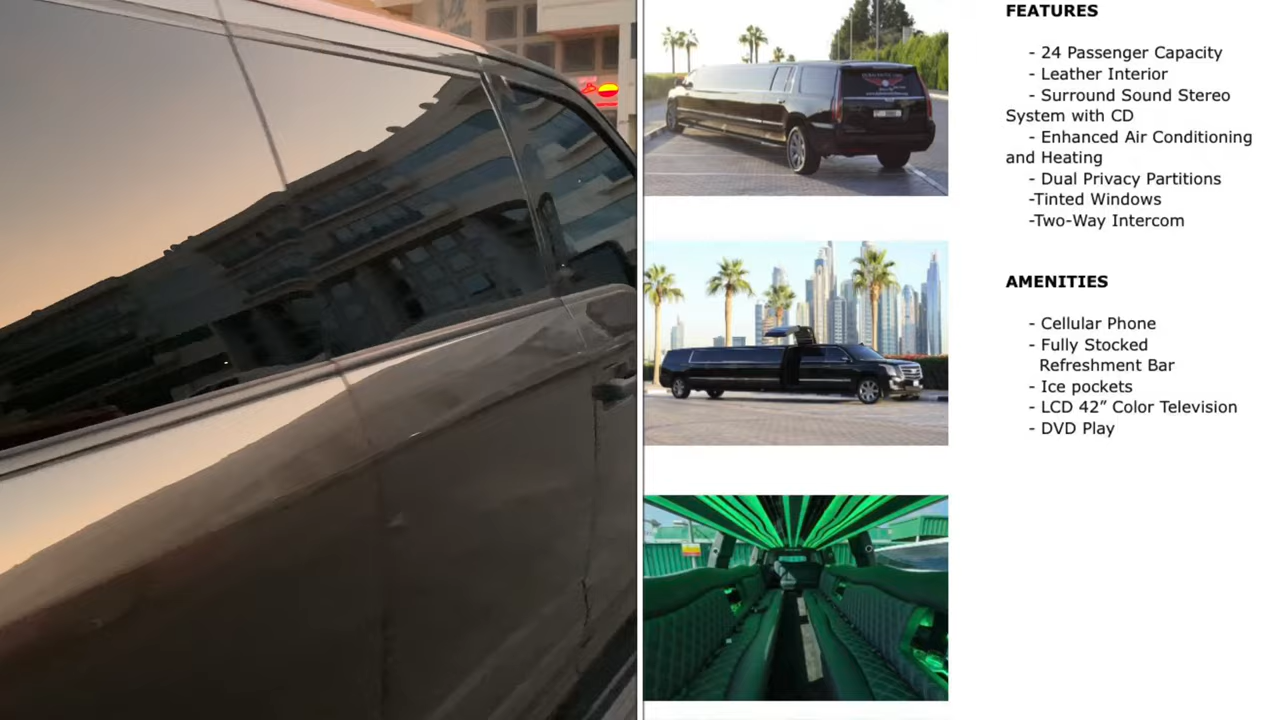 FEATURES
- 24 Passenger Capacity
- Leather Interior
- Surround Sound Stereo
System with CD
- Enhanced Air Conditioning
and Heating
- Dual Privacy Partitions
-Tinted Windows
-Two-Way Intercom
AMENITIES
- Cellular Phone
- Fully Stocked
Refreshment Bar
- Ice pockets
- LCD 42” Color Television
- DVD Play